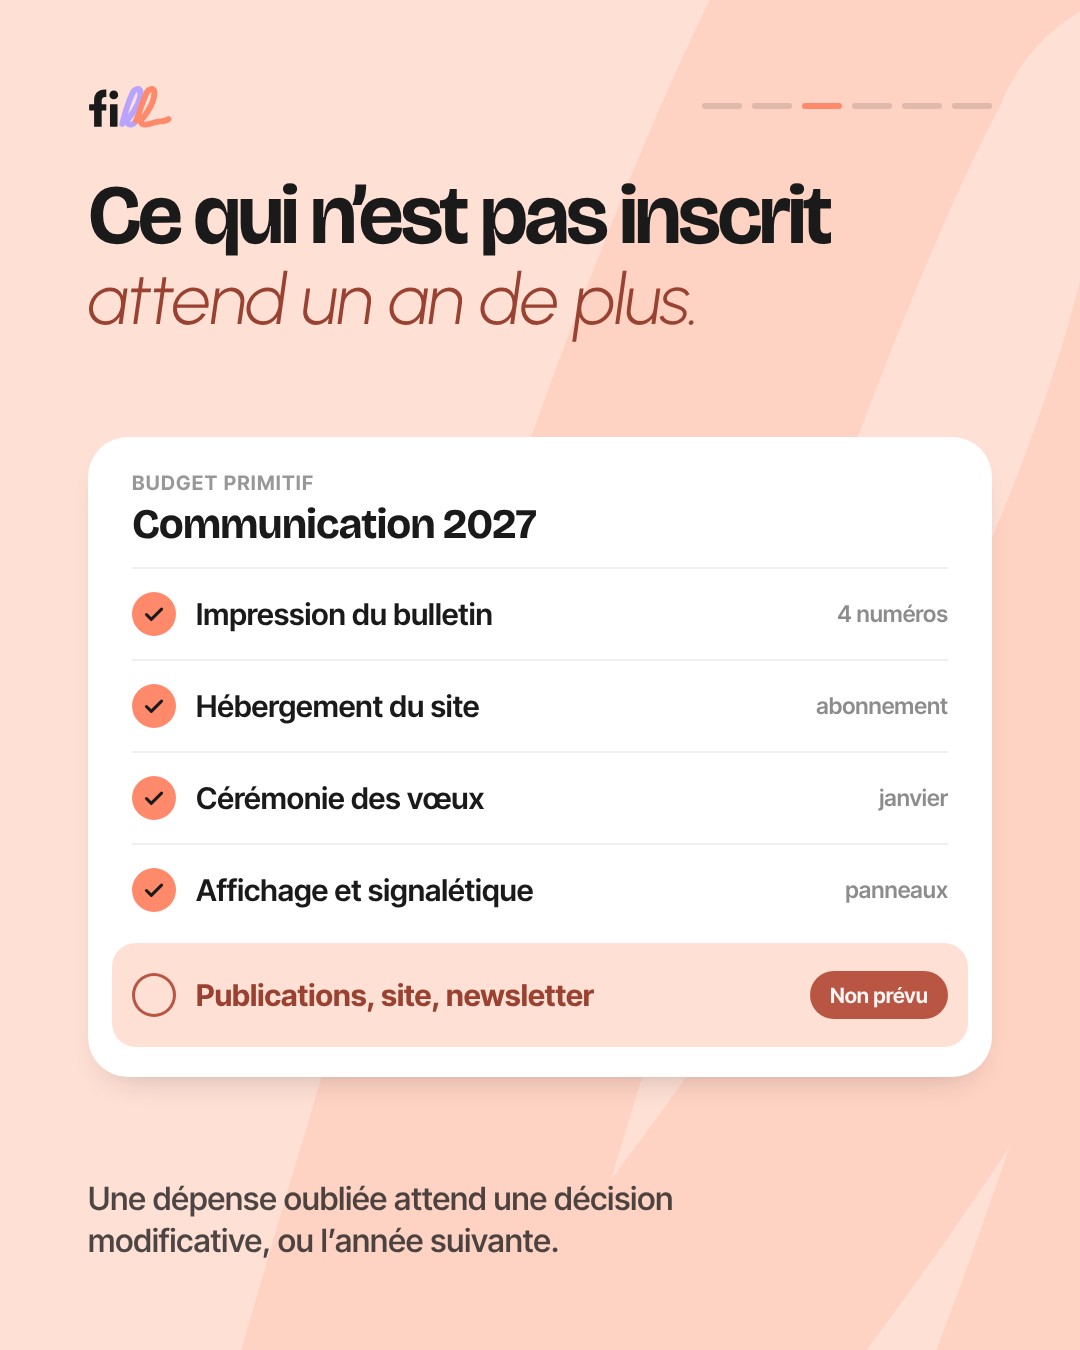 fill
Ce qui n’est pas inscrit
attend un an de plus.
BUDGET PRIMITIF
Communication 2027
Impression du bulletin 4 numéros
Hébergement du site abonnement
Cérémonie des vœux janvier
Affichage et signalétique panneaux
Publications, site, newsletter Non prévu
Une dépense oubliée attend une décision
modificative, ou l’année suivante.